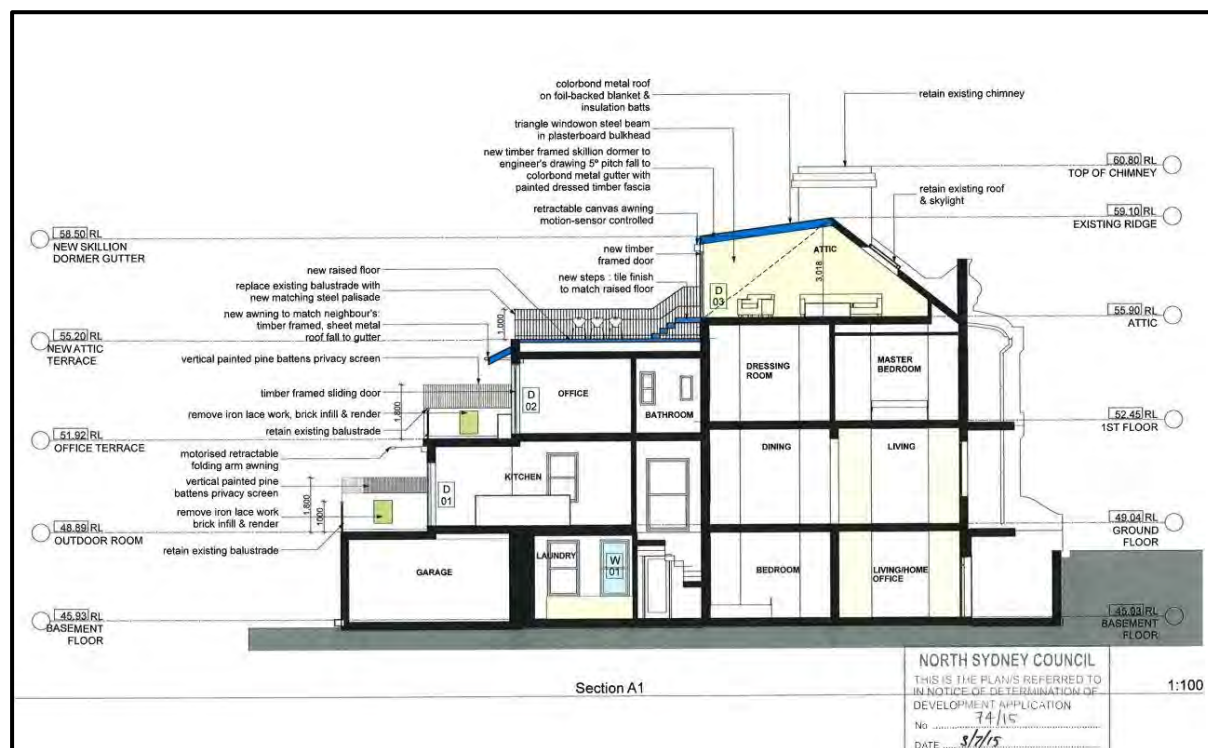 colorbond metal roof
on foil-backed blanket &
insulation batts
triangle windowon steel beam
in plasterboard bulkhead
new timber framed skillion dormer to
engineer's drawing 5º pitch fall to
colorbond metal gutter with
painted dressed timber fascia
retractable canvas awning
motion-sensor controlled
new timber
framed door
new steps : tile finish
to match raised floor
retain existing chimney
60.80 RL
TOP OF CHIMNEY
retain existing roof
& skylight
59.10 RL
EXISTING RIDGE
58.50 RL
NEW SKILLION
DORMER GUTTER
new raised floor
replace existing balustrade with
new matching steel palisade
new awning to match neighbour's:
timber framed, sheet metal
roof fall to gutter
1,000
ATTIC
3,018
D
03
55.90 RL
ATTIC
55.20 RL
NEW ATTIC
TERRACE
vertical painted pine battens privacy screen
timber framed sliding door
remove iron lace work, brick infill & render
retain existing balustrade
1,800
D
02
OFFICE
BATHROOM
DRESSING
ROOM
MASTER
BEDROOM
52.45 RL
1ST FLOOR
51.92 RL
OFFICE TERRACE
motorised retractable
folding arm awning
vertical painted pine
battens privacy screen
remove iron lace work
brick infill & render
retain existing balustrade
1,800
1000
D
01
KITCHEN
DINING
LIVING
49.04 RL
GROUND
FLOOR
48.89 RL
OUTDOOR ROOM
GARAGE
LAUNDRY
W
01
BEDROOM
LIVING/HOME
OFFICE
45.93 RL
BASEMENT
FLOOR
45.93 RL
BASEMENT
FLOOR
Section A1
1:100
NORTH SYDNEY COUNCIL
THIS IS THE PLAN/S REFERRED TO
IN NOTICE OF DETERMINATION OF
DEVELOPMENT APPLICATION
No 74/15
DATE 8/7/15